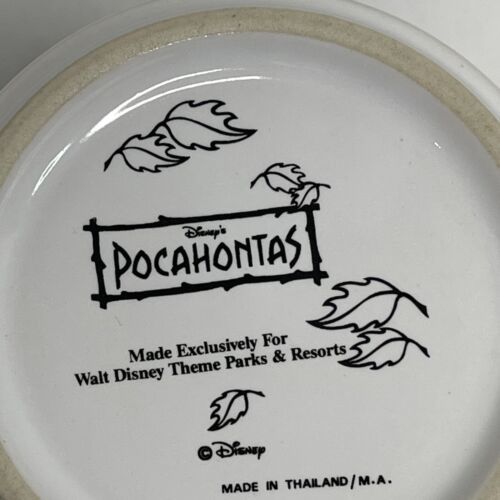 Disney's
POCAHONTAS
Made Exclusively For
Walt Disney Theme Parks & Resorts
© Disney
MADE IN THAILAND/M.A.